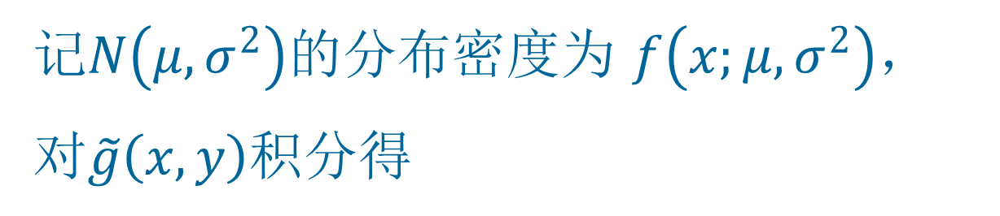 记N(μ, σ²)的分布密度为 f(x; μ, σ²)，
对g̃(x, y)积分得